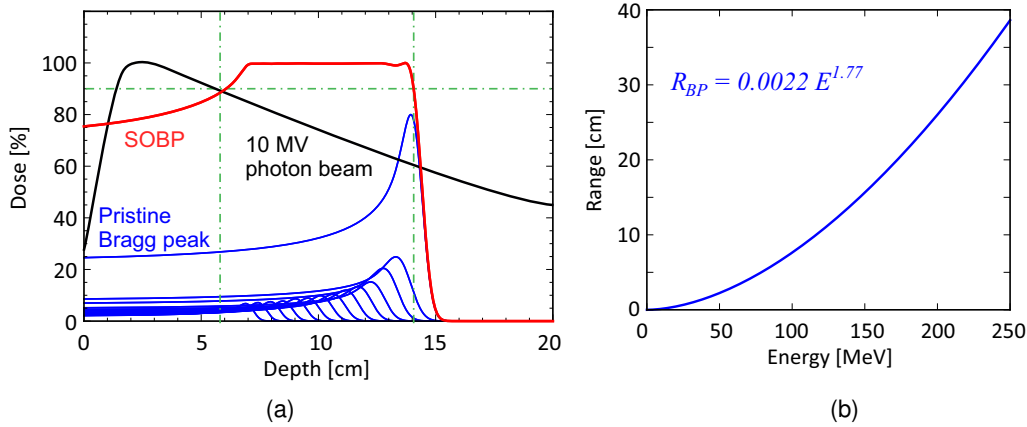 100
80
60
40
20
0
Dose [%]
SOBP
10 MV
photon beam
Pristine
Bragg peak
0
5
10
15
20
Depth [cm]
(a)
40
30
20
10
0
Range [cm]
R_BP = 0.0022 E^1.77
0
50
100
150
200
250
Energy [MeV]
(b)